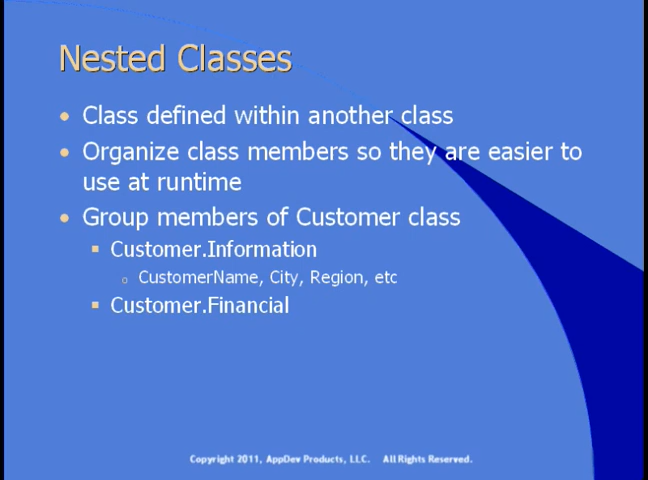 Nested Classes
• Class defined within another class
• Organize class members so they are easier to
use at runtime
• Group members of Customer class
▪ Customer.Information
o CustomerName, City, Region, etc
▪ Customer.Financial
Copyright 2011, AppDev Products, LLC. All Rights Reserved.